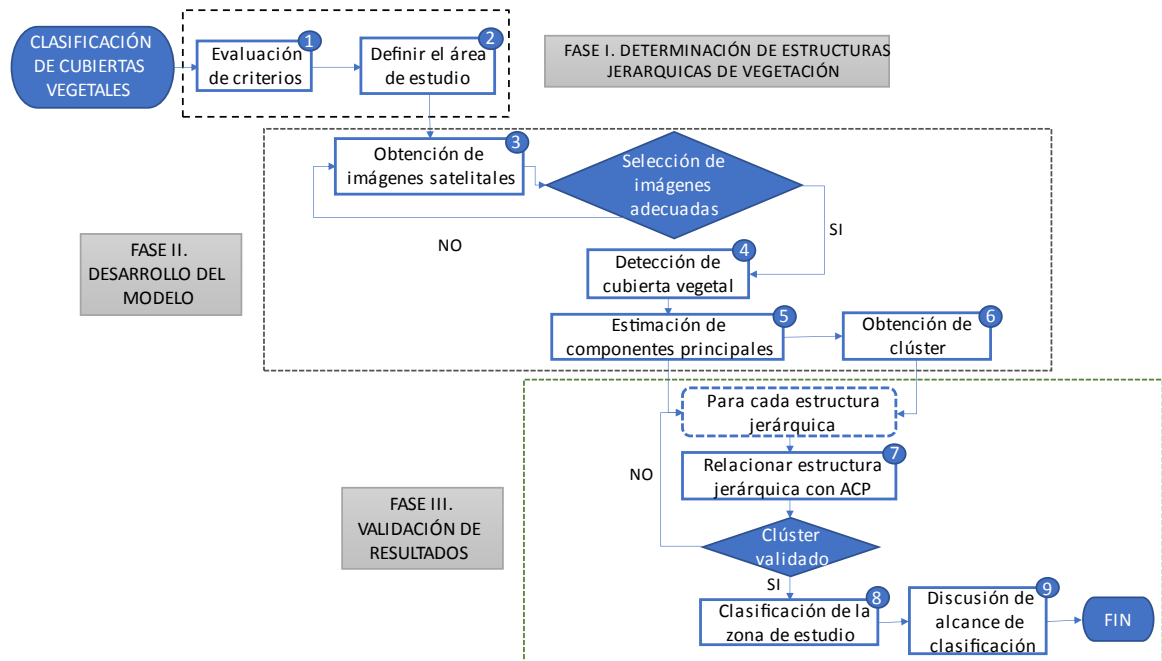 CLASIFICACIÓN
DE CUBIERTAS
VEGETALES
1
Evaluación
de criterios
2
Definir el área
de estudio
FASE I. DETERMINACIÓN DE ESTRUCTURAS
JERARQUICAS DE VEGETACIÓN
3
Obtención de
imágenes satelitales
Selección de
imágenes
adecuadas
NO
SI
FASE II.
DESARROLLO DEL
MODELO
4
Detección de
cubierta vegetal
5
Estimación de
componentes principales
6
Obtención de
clúster
Para cada estructura
jerárquica
7
Relacionar estructura
jerárquica con ACP
NO
FASE III.
VALIDACIÓN DE
RESULTADOS
Clúster
validado
SI
8
Clasificación de la
zona de estudio
9
Discusión de
alcance de
clasificación
FIN